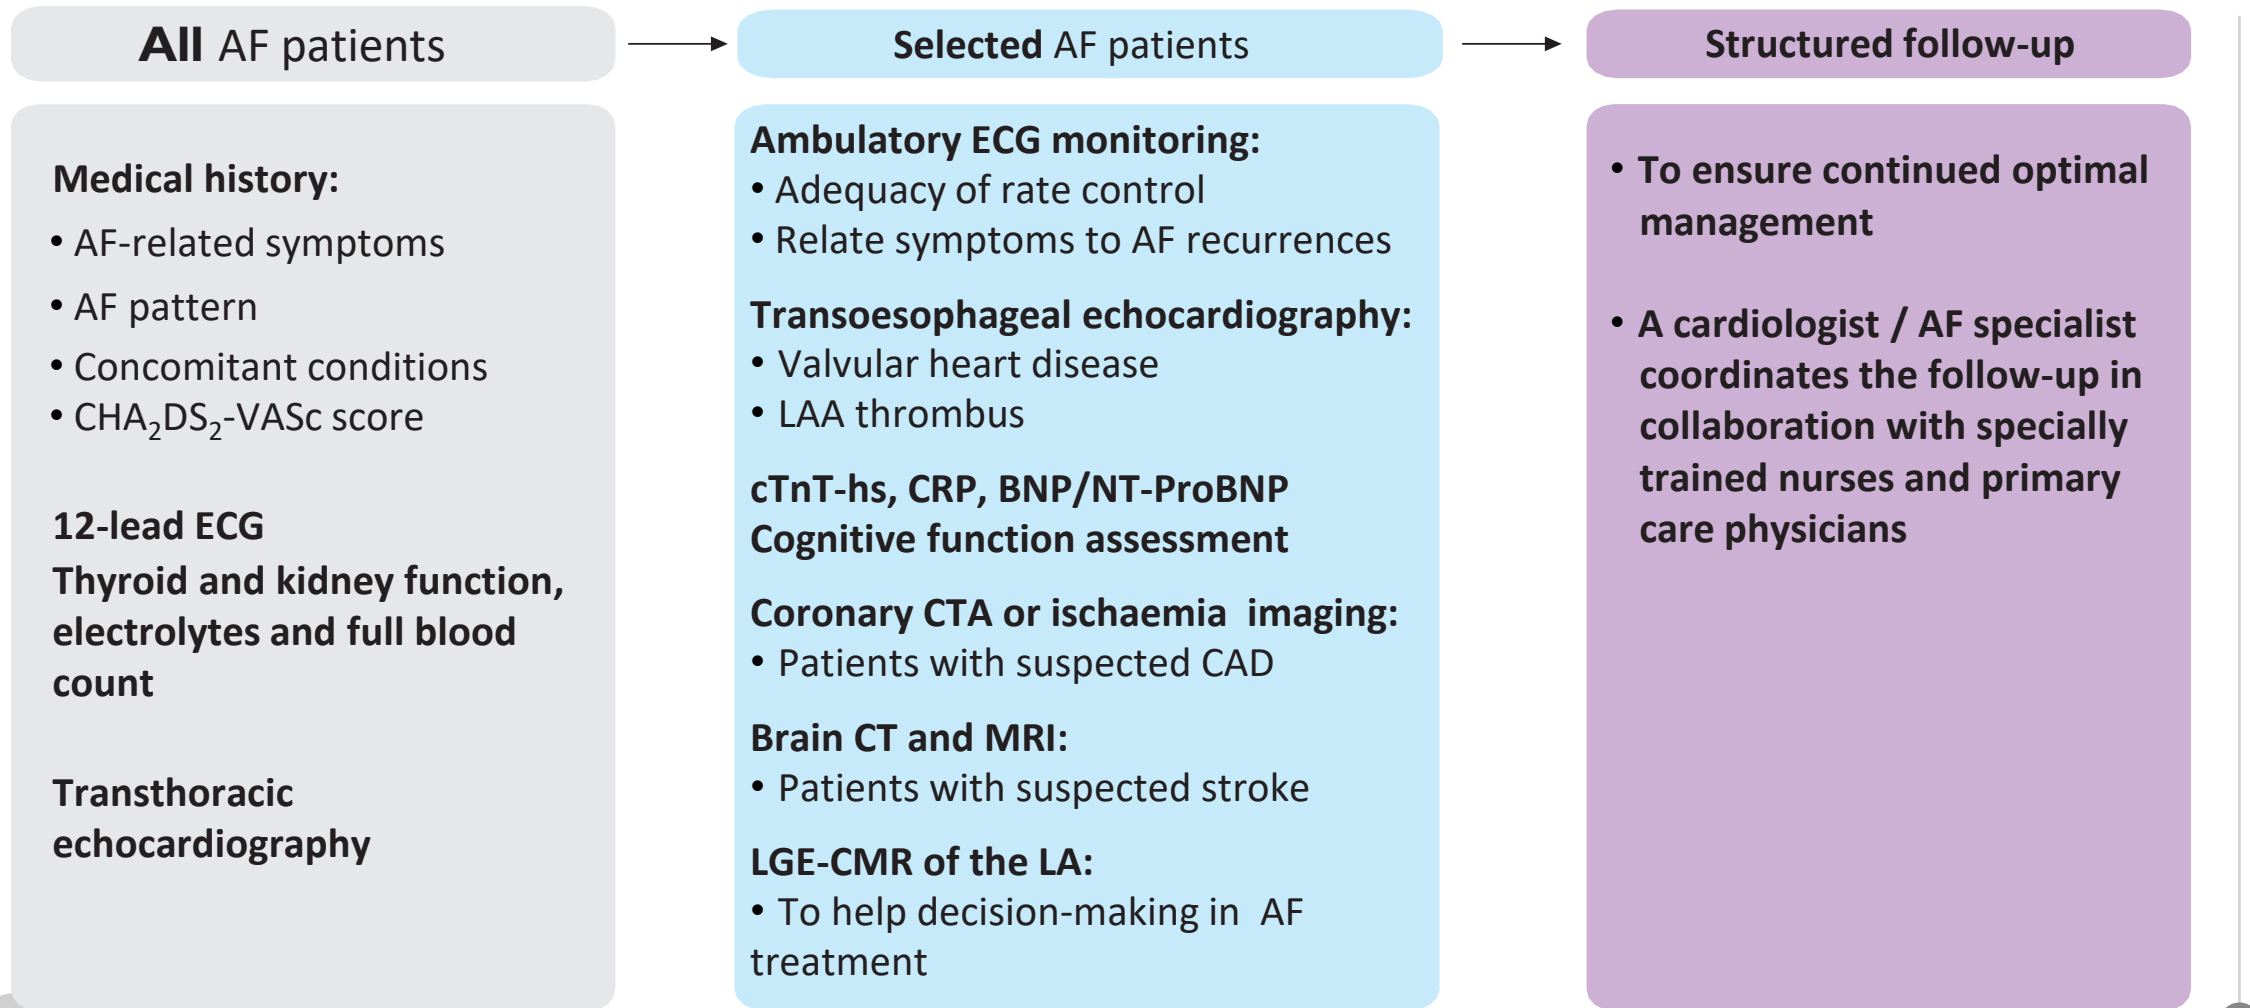 All AF patients
Medical history:
• AF-related symptoms
• AF pattern
• Concomitant conditions
• CHA₂DS₂-VASc score
12-lead ECG
Thyroid and kidney function,
electrolytes and full blood
count
Transthoracic
echocardiography
Selected AF patients
Ambulatory ECG monitoring:
• Adequacy of rate control
• Relate symptoms to AF recurrences
Transoesophageal echocardiography:
• Valvular heart disease
• LAA thrombus
cTnT-hs, CRP, BNP/NT-ProBNP
Cognitive function assessment
Coronary CTA or ischaemia imaging:
• Patients with suspected CAD
Brain CT and MRI:
• Patients with suspected stroke
LGE-CMR of the LA:
• To help decision-making in AF
treatment
Structured follow-up
• To ensure continued optimal
management
• A cardiologist / AF specialist
coordinates the follow-up in
collaboration with specially
trained nurses and primary
care physicians